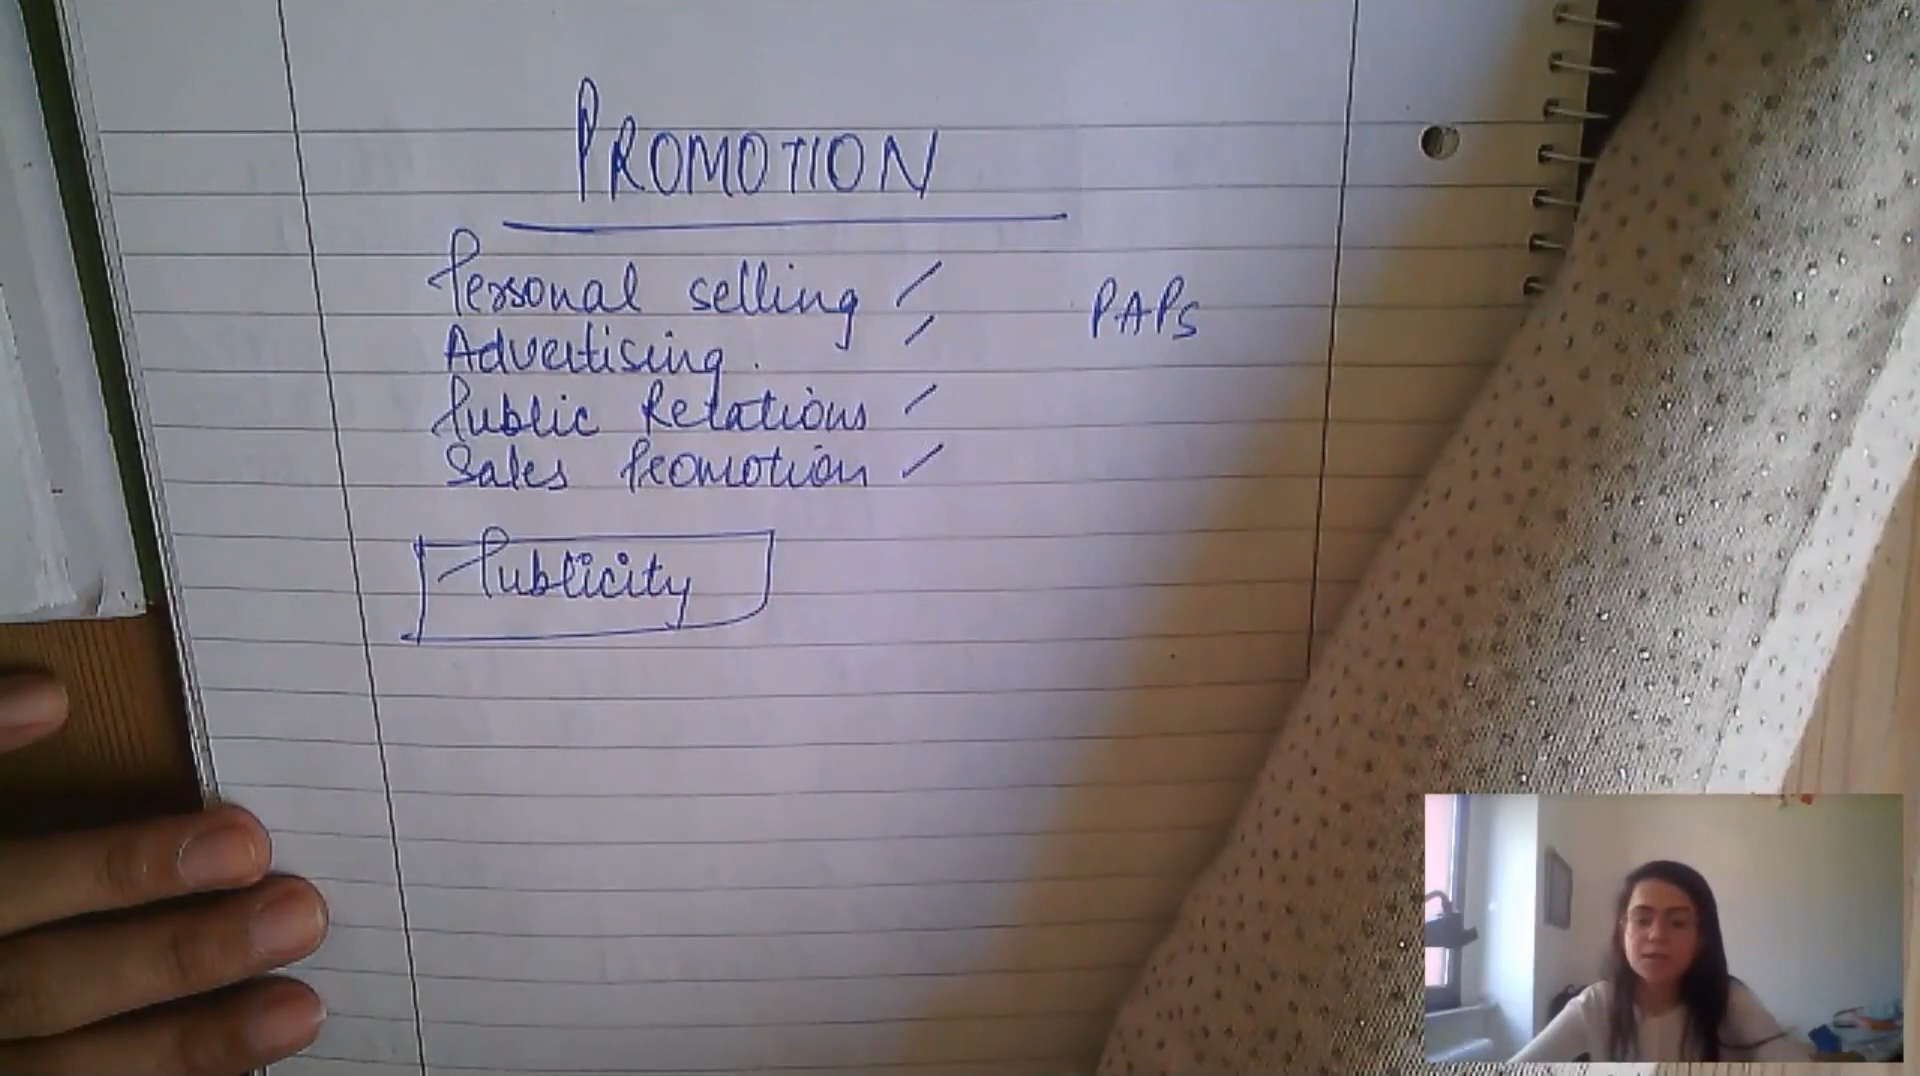 PROMOTION
Personal selling
PAPs
Advertising.
Public Relations
Sales Promotion
Publicity